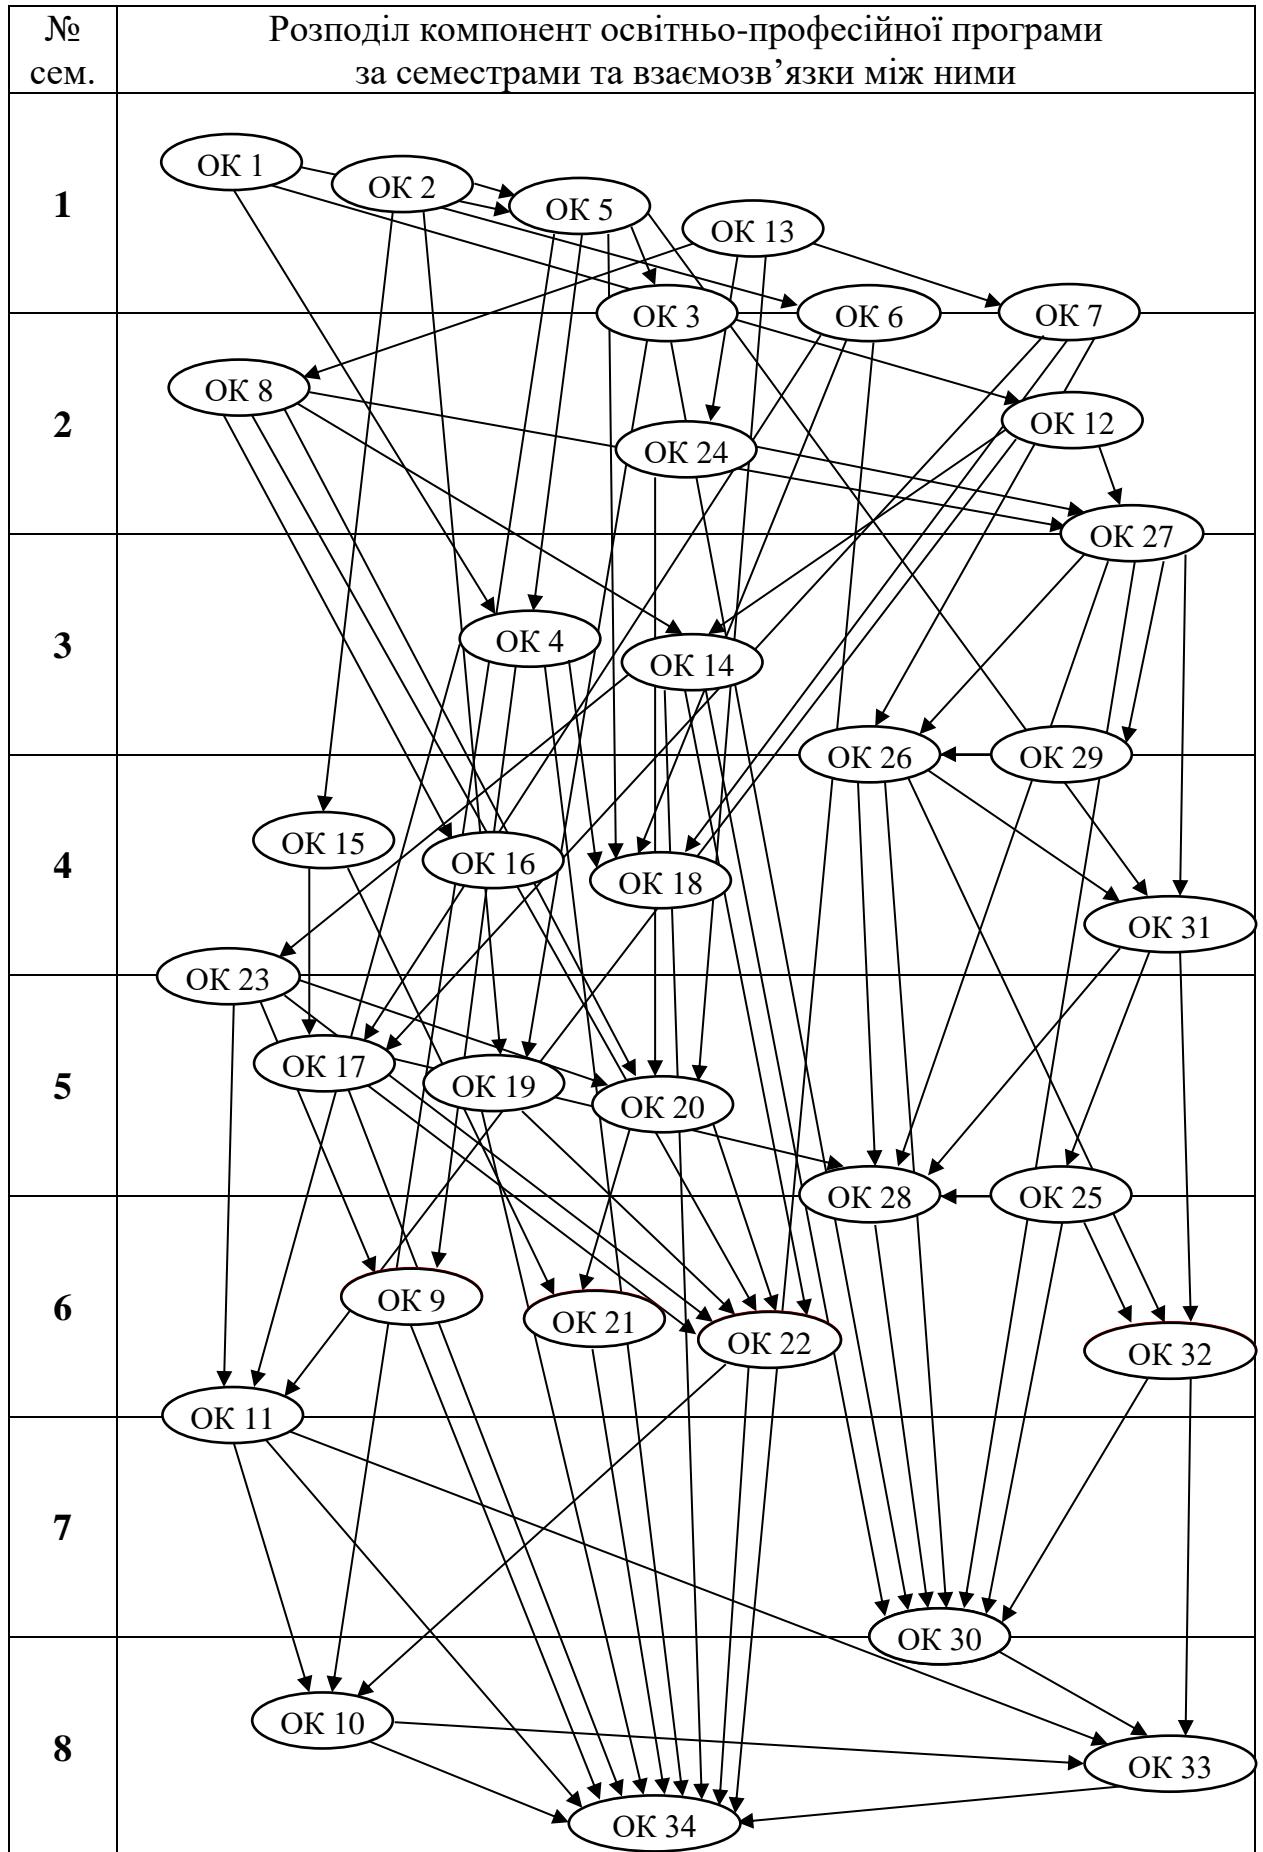 №
сем.
Розподіл компонент освітньо-професійної програми
за семестрами та взаємозв’язки між ними
1
ОК 1
ОК 2
ОК 5
ОК 13
ОК 3
ОК 6
ОК 7
2
ОК 8
ОК 12
ОК 24
ОК 27
3
ОК 4
ОК 14
ОК 26
ОК 29
4
ОК 15
ОК 16
ОК 18
ОК 31
ОК 23
5
ОК 17
ОК 19
ОК 20
ОК 28
ОК 25
6
ОК 9
ОК 21
ОК 22
ОК 32
ОК 11
7
ОК 30
8
ОК 10
ОК 33
ОК 34